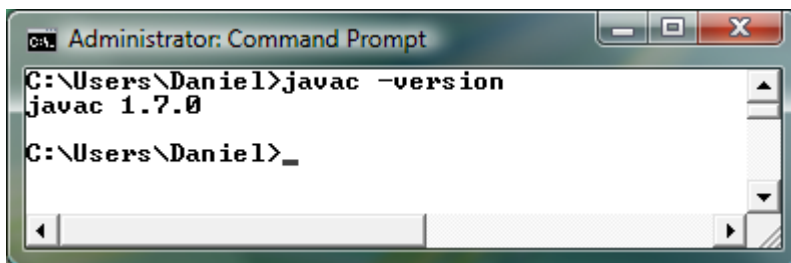 Administrator: Command Prompt
C:\Users\Daniel>javac -version
javac 1.7.0
C:\Users\Daniel>_